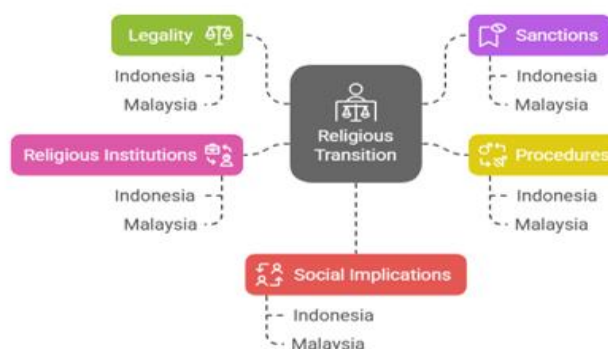 Legality
Indonesia
Malaysia
Sanctions
Indonesia
Malaysia
Religious
Transition
Religious Institutions
Indonesia
Malaysia
Procedures
Indonesia
Malaysia
Social Implications
Indonesia
Malaysia